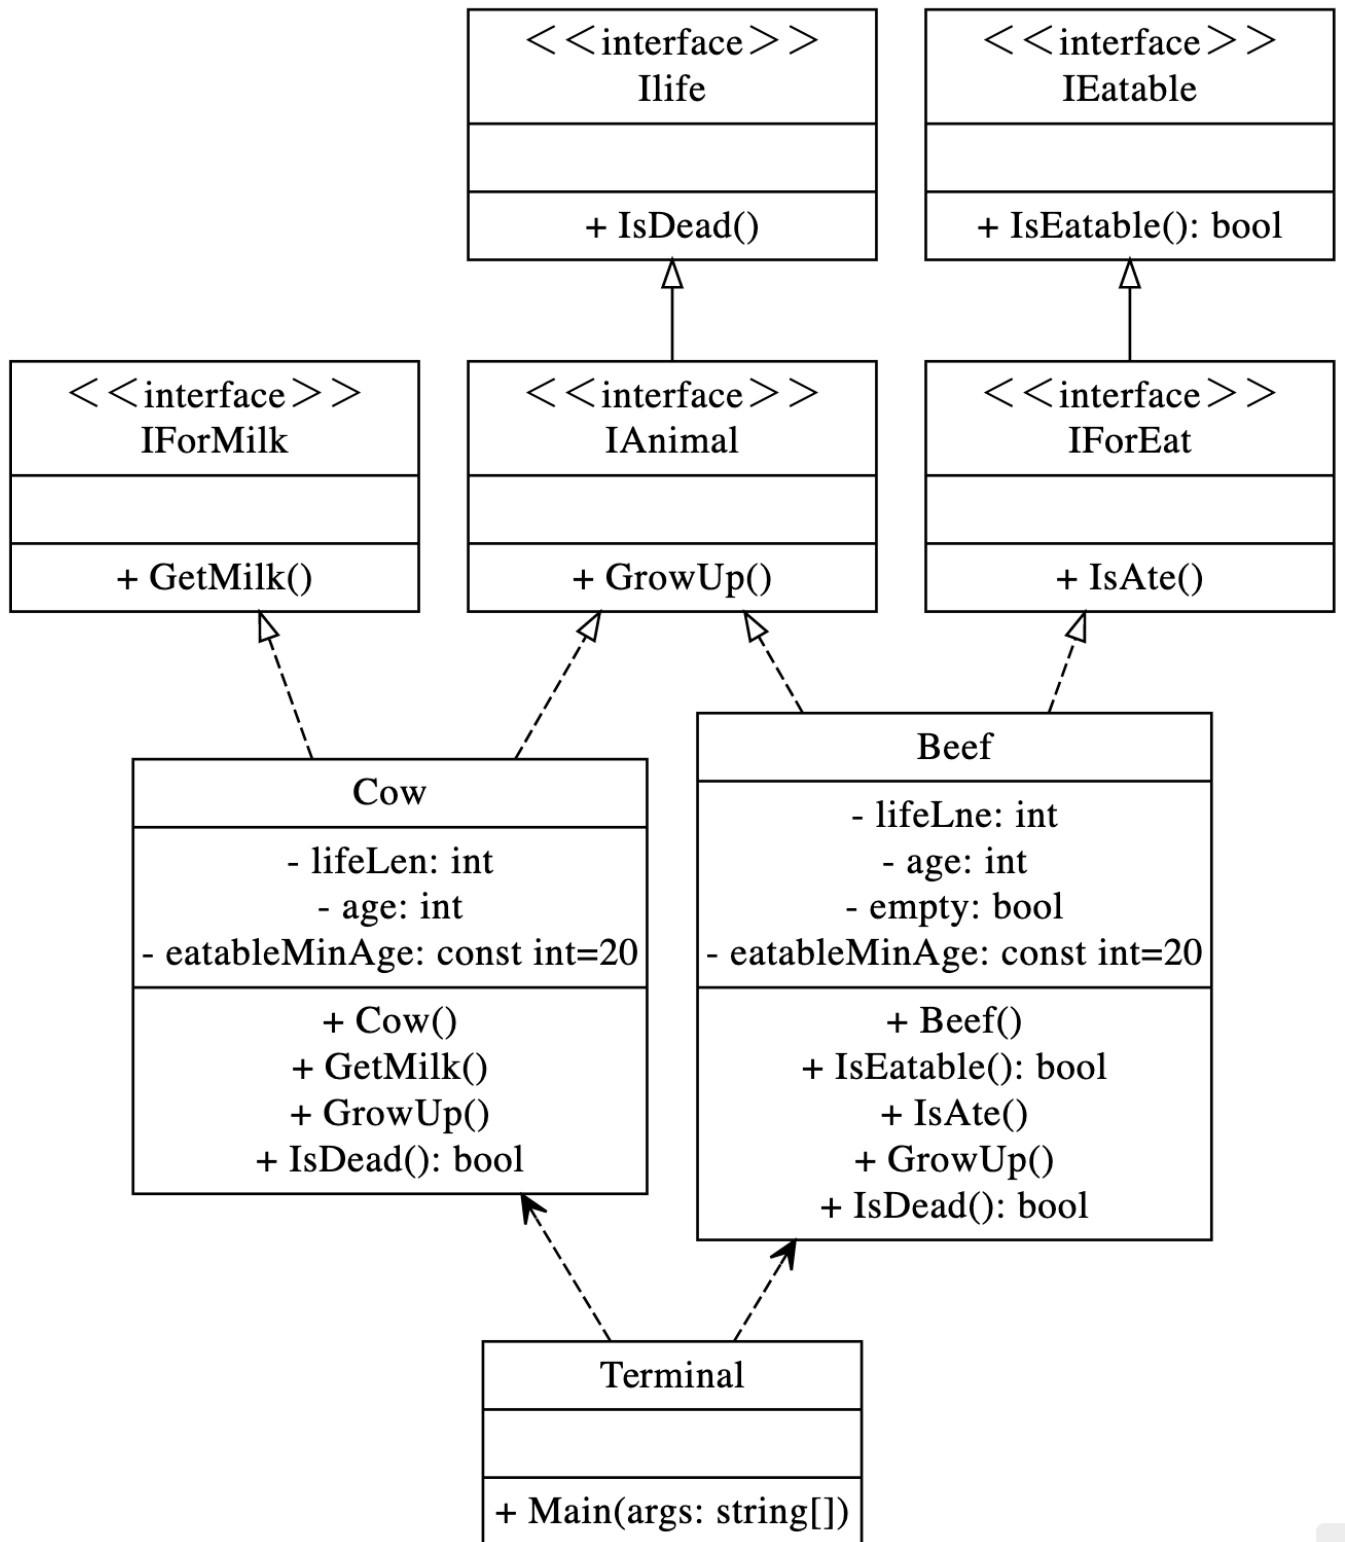 <<interface>>
Ilife
+ IsDead()
<<interface>>
IEatable
+ IsEatable(): bool
<<interface>>
IForMilk
+ GetMilk()
<<interface>>
IAnimal
+ GrowUp()
<<interface>>
IForEat
+ IsAte()
Cow
- lifeLen: int
- age: int
- eatableMinAge: const int=20
+ Cow()
+ GetMilk()
+ GrowUp()
+ IsDead(): bool
Beef
- lifeLne: int
- age: int
- empty: bool
- eatableMinAge: const int=20
+ Beef()
+ IsEatable(): bool
+ IsAte()
+ GrowUp()
+ IsDead(): bool
Terminal
+ Main(args: string[])